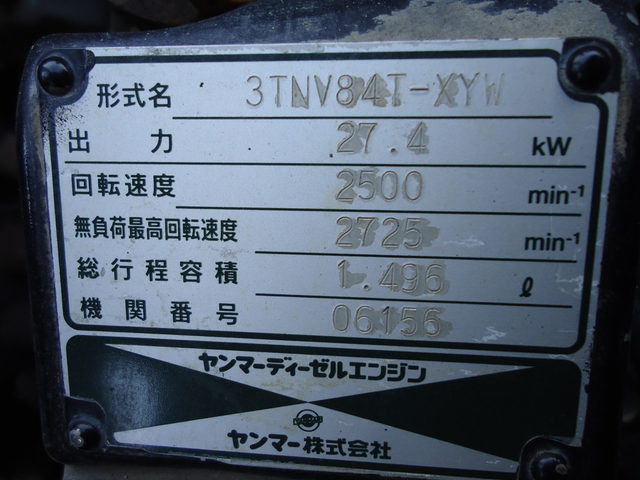 形式名 3TNV84T-XYW
出力 27.4 kW
回転速度 2500 min-1
無負荷最高回転速度 2725 min-1
総行程容積 1.496 ℓ
機関番号 06156
ヤンマーディーゼルエンジン
ヤンマー株式会社